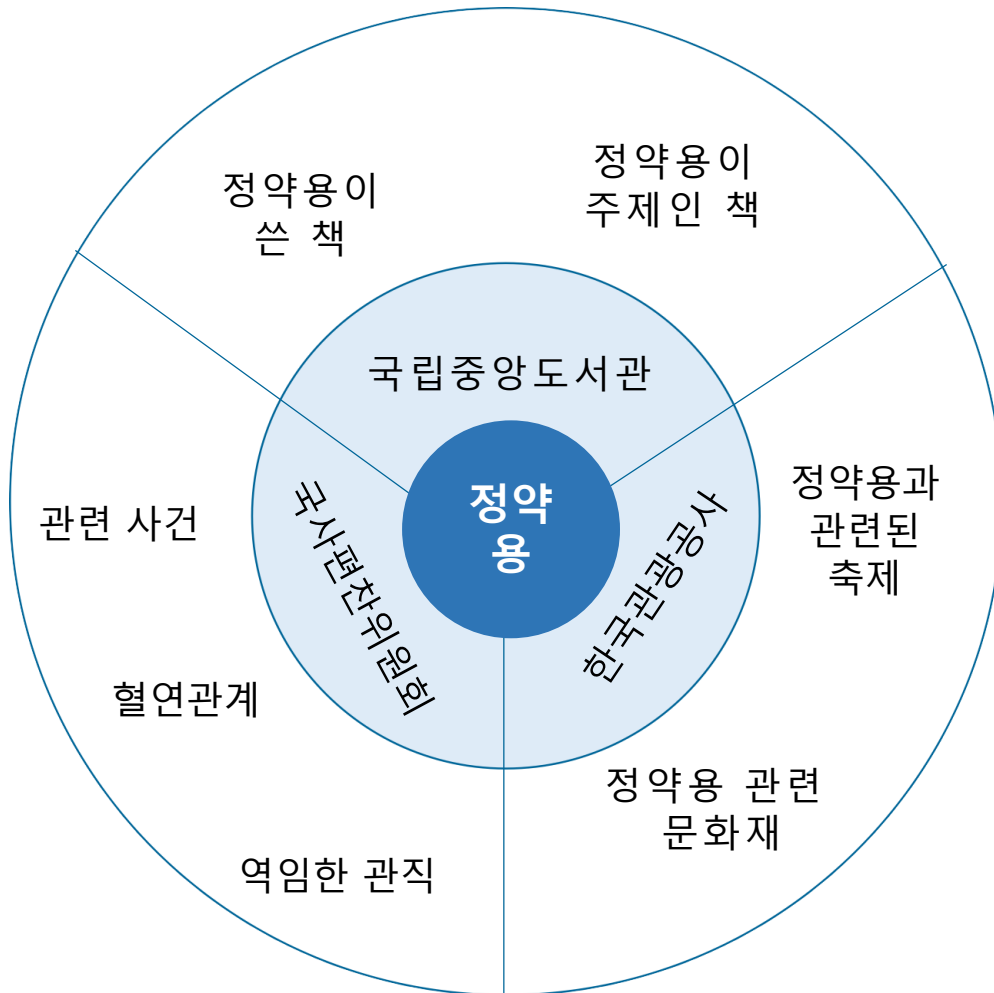 정약용이
쓴 책
정약용이
주제인 책
국립중앙도서관
정약
용
국사편찬위원회
한국관광공사
관련 사건
혈연관계
역임한 관직
정약용과
관련된
축제
정약용 관련
문화재